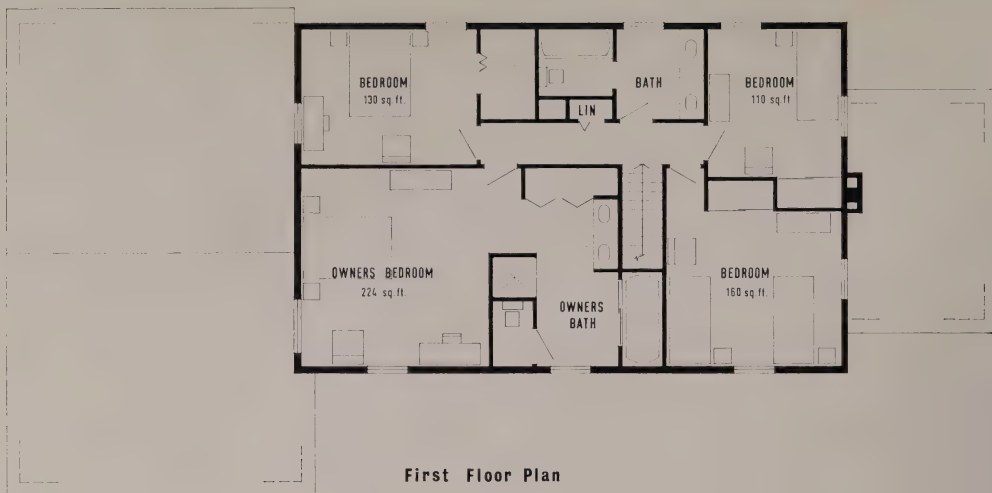 BEDROOM
130 sq.ft.
BATH
LIN
BEDROOM
110 sq.ft
OWNERS BEDROOM
224 sq.ft.
OWNERS
BATH
BEDROOM
160 sq.ft.
First Floor Plan